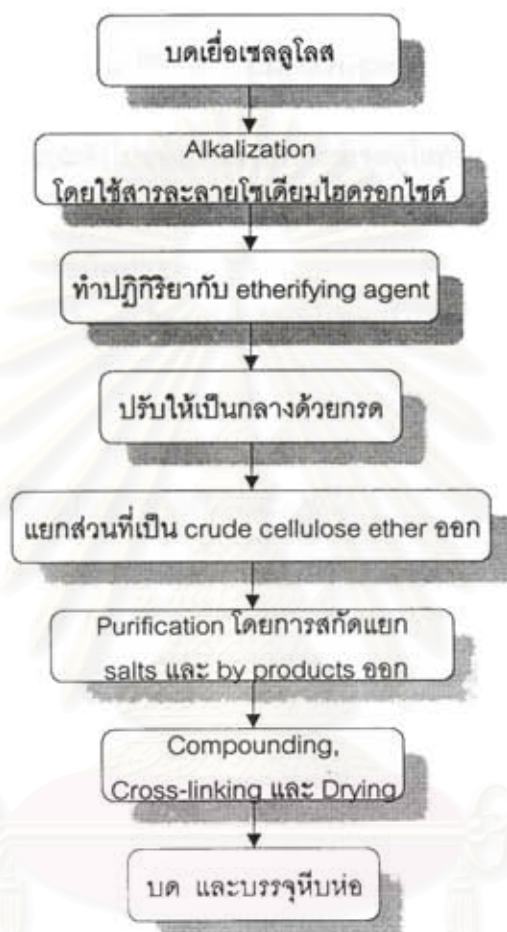 บดเยื่อเซลลูโลส
Alkalization
โดยใช้สารละลายโซเดียมไฮดรอกไซด์
ทำปฏิกิริยากับ etherifying agent
ปรับให้เป็นกลางด้วยกรด
แยกส่วนที่เป็น crude cellulose ether ออก
Purification โดยการสกัดแยก
salts และ by products ออก
Compounding,
Cross-linking และ Drying
บด และบรรจุหีบห่อ